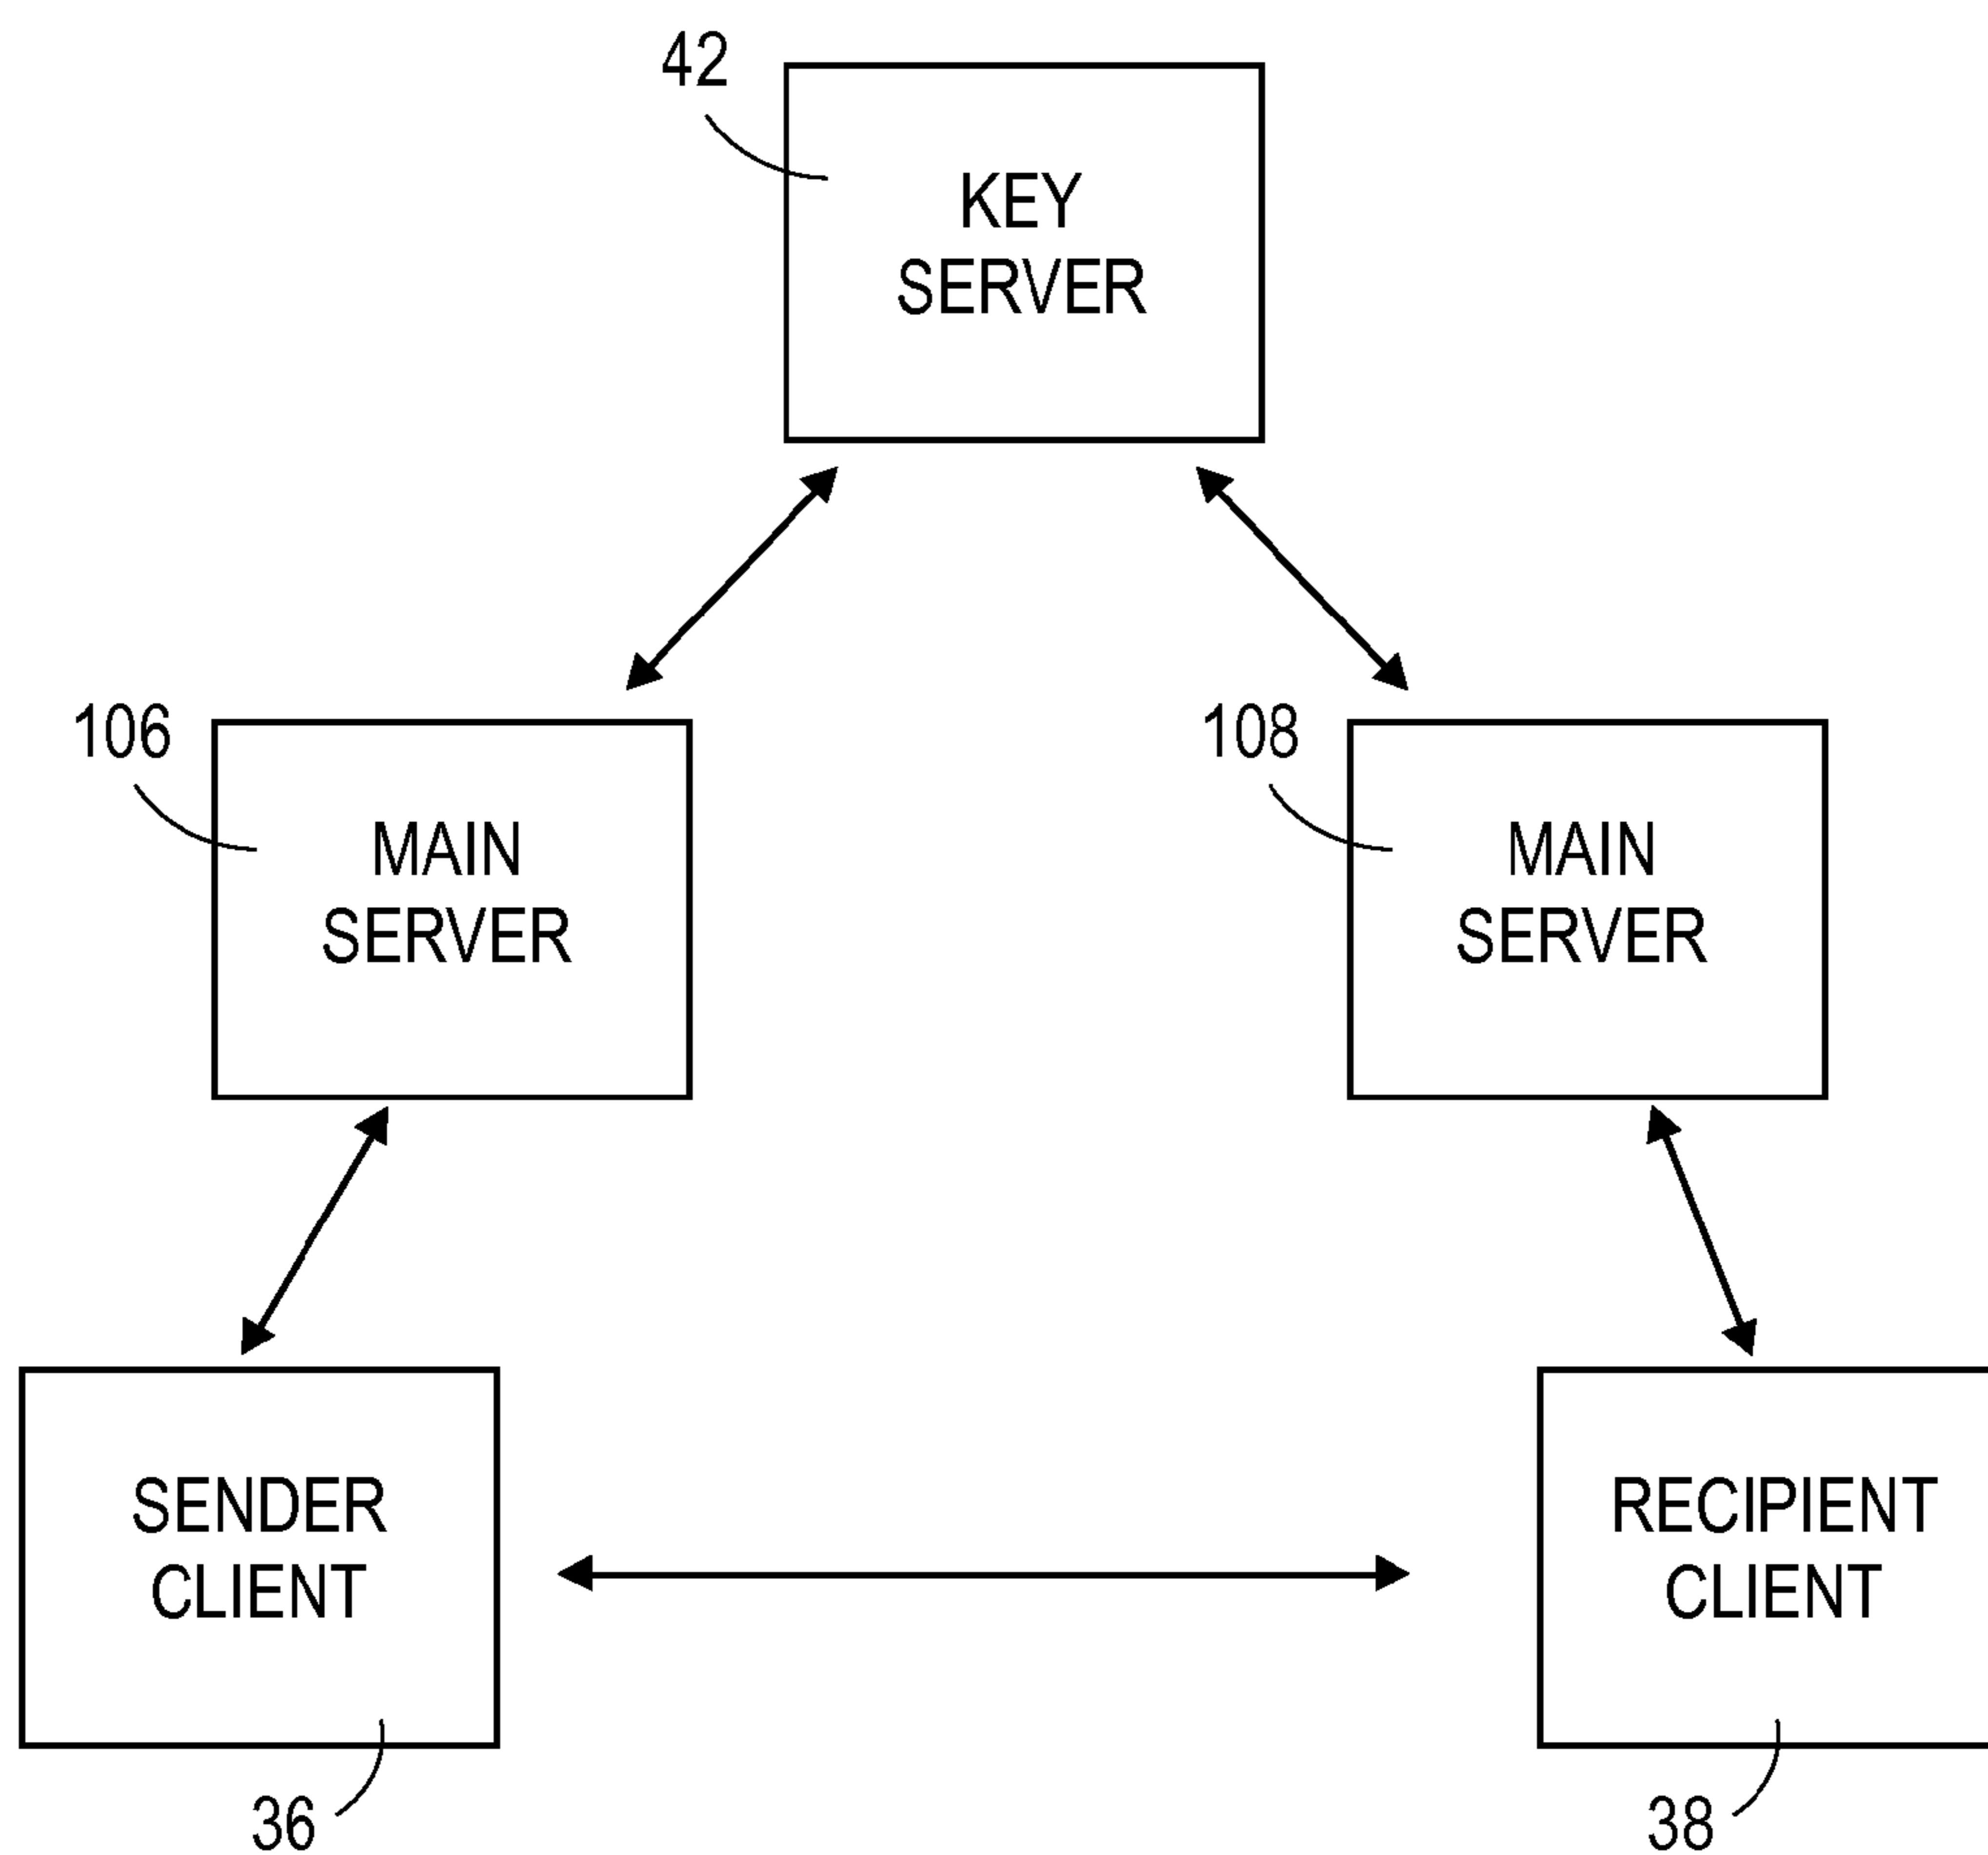 42
KEY
SERVER
106
108
MAIN
SERVER
MAIN
SERVER
SENDER
CLIENT
RECIPIENT
CLIENT
36
38